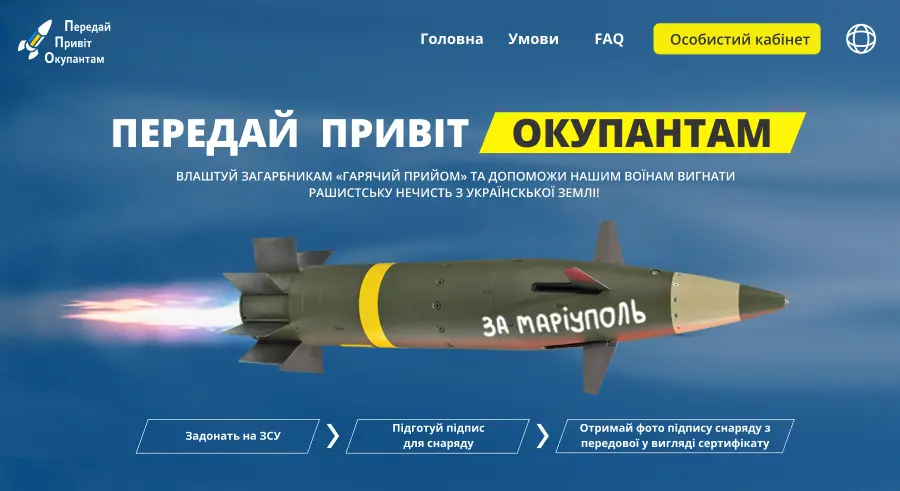 Передай
Привіт
Окупантам
Головна
Умови
FAQ
Особистий кабінет
ПЕРЕДАЙ ПРИВІТ ОКУПАНТАМ
ВЛАШТУЙ ЗАГАРБНИКАМ «ГАРЯЧИЙ ПРИЙОМ» ТА ДОПОМОЖИ НАШИМ ВОЇНАМ ВИГНАТИ
РАШИСТСЬКУ НЕЧИСТЬ З УКРАЇНССЬКОЇ ЗЕМЛІ!
ЗА МАРІУПОЛЬ
Задонать на ЗСУ
Підготуй підпис
для снаряду
Отримай фото підпису снаряду з
передової у вигляді сертифікату